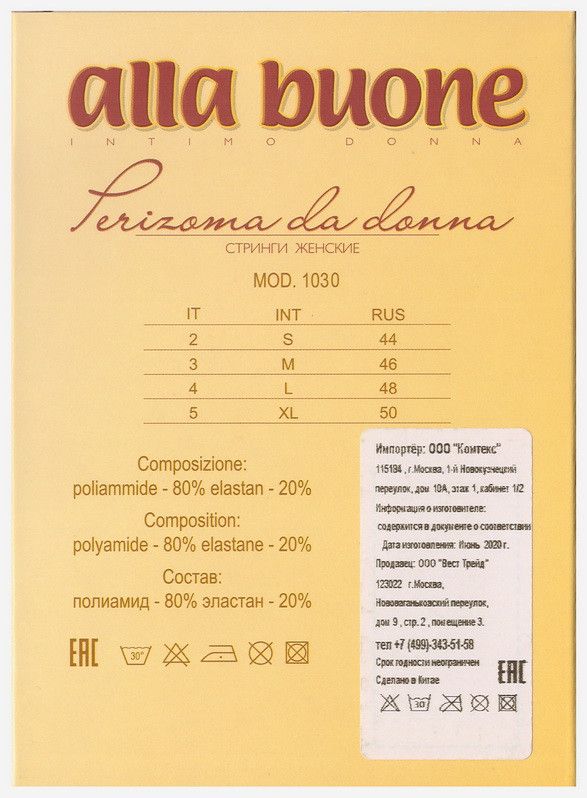 alla buone
INTIMO DONNA
Perizoma da donna
СТРИНГИ ЖЕНСКИЕ
MOD. 1030
IT INT RUS
2 S 44
3 M 46
4 L 48
5 XL 50
Composizione:
poliammide - 80% elastan - 20%
Composition:
polyamide - 80% elastane - 20%
Состав:
полиамид - 80% эластан - 20%
EAC 30°
Импортёр: ООО "Комтекс"
115184 , г.Москва, 1-й Новокузнецкий
переулок, дом 10А, этаж 1, кабинет 1/2
Информация о изготовителе:
содержится в документе о соответствии
Дата изготовления: Июнь 2020 г.
Продавец: ООО "Вест Трейд"
123022 г.Москва,
Нововаганьковский переулок,
дом 9 , стр. 2 , помещение 3.
тел +7 (499)-343-51-58
Срок годности неограничен
Сделано в Китае
EAC
30